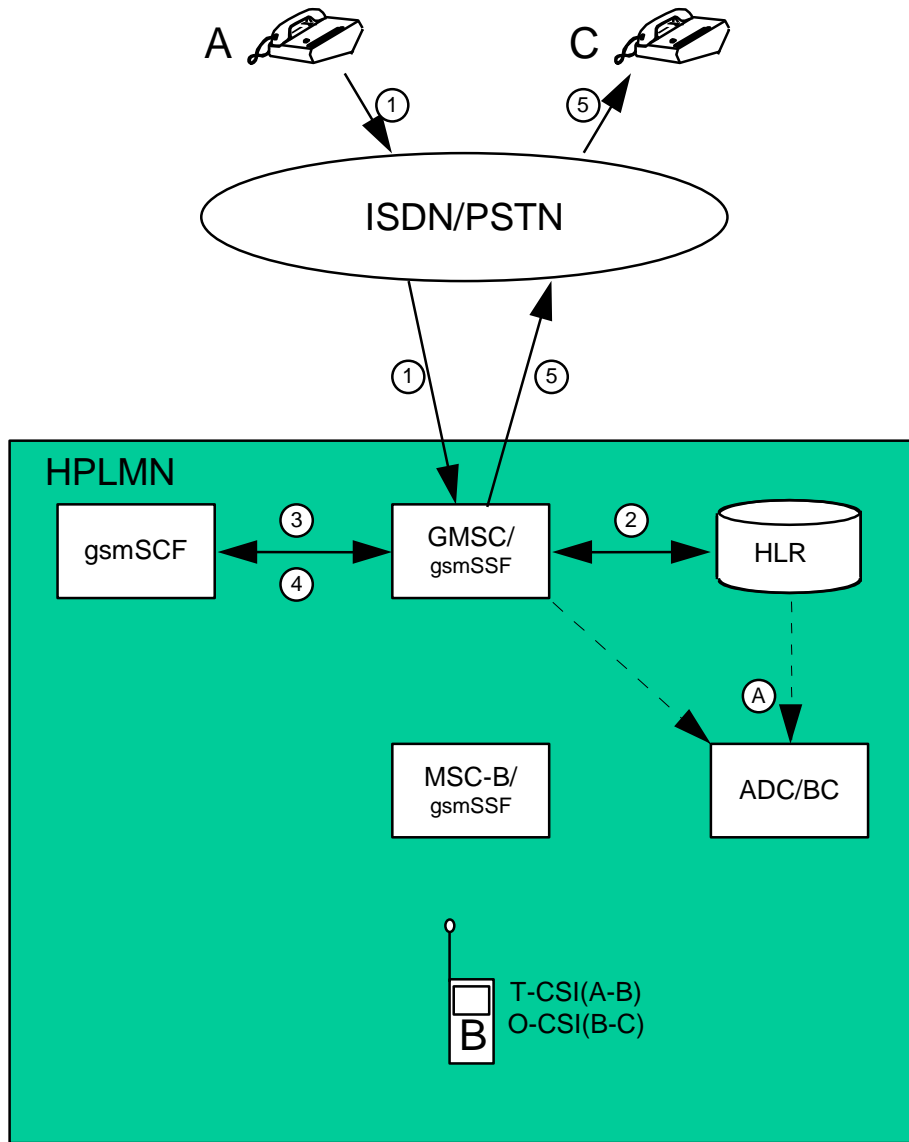 A
C
1
5
ISDN/PSTN
1
5
HPLMN
gsmSCF
3
4
GMSC/
gsmSSF
2
HLR
A
MSC-B/
gsmSSF
ADC/BC
B
T-CSI(A-B)
O-CSI(B-C)